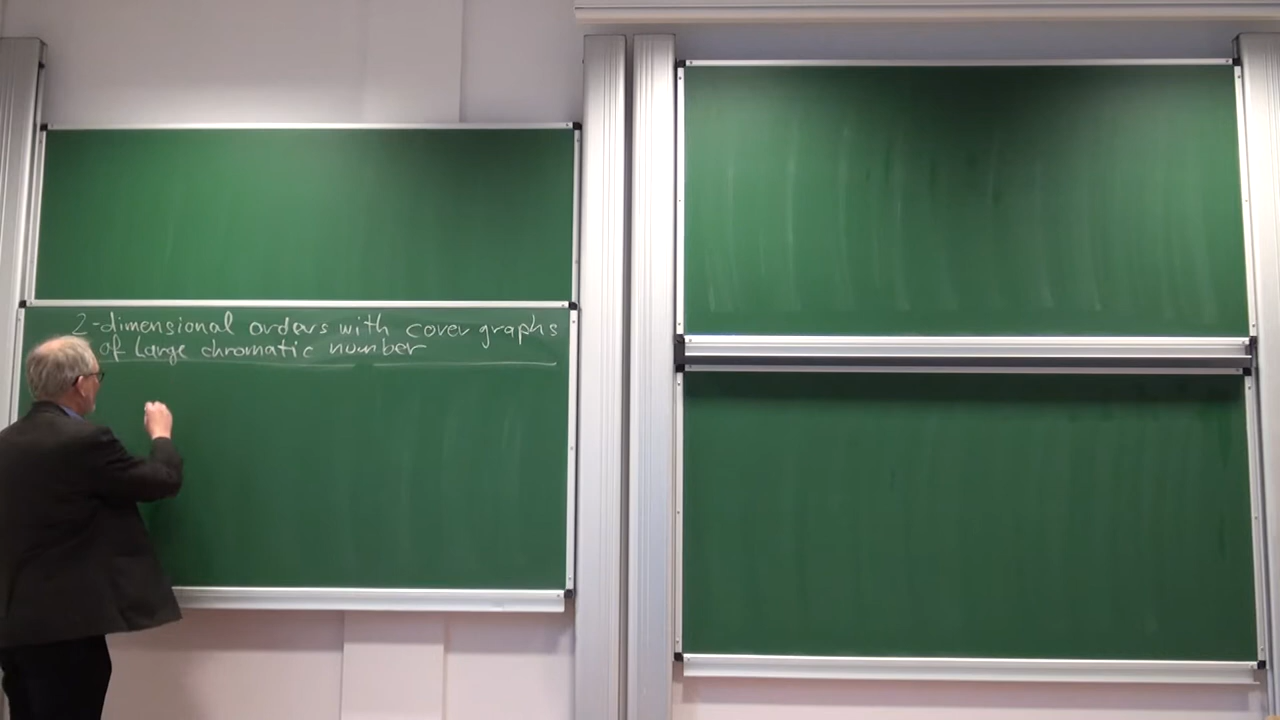 2-dimensional orders with cover graphs
of large chromatic number